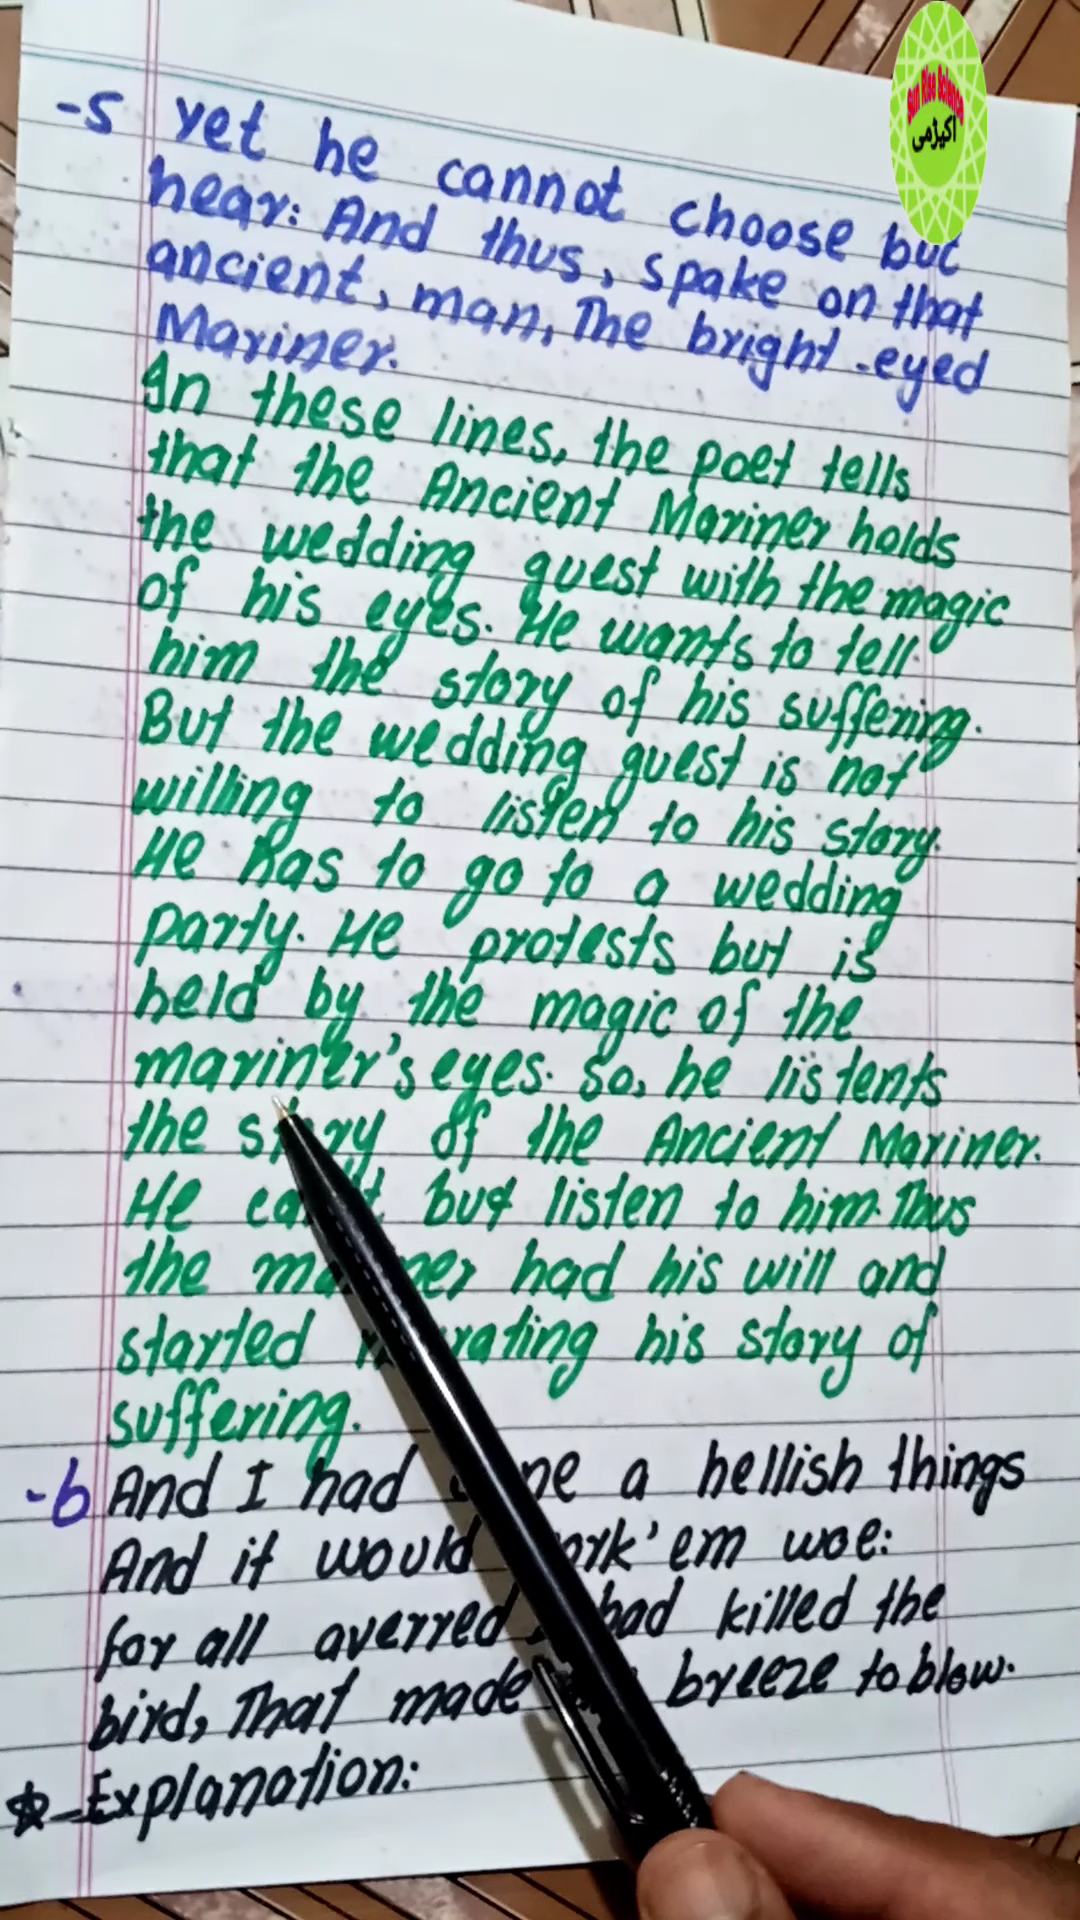 Sun Rise Science
اکیڈمی
-5 Yet he cannot choose but
hear: And thus, spake on that
ancient, man, The bright-eyed
Mariner.
In these lines, the poet tells
that the Ancient Mariner holds
the wedding guest with the magic
of his eyes. He wants to tell
him the story of his suffering.
But the wedding guest is not
willing to listen to his story.
He has to go to a wedding
party. He protests but is
held by the magic of the
mariner's eyes. So, he listents
the story of the Ancient Mariner.
He but listen to him. Thus
the had his will and
started his story of
suffering.
-6 And I had a hellish things
And it would 'em woe:
for all averred, had killed the
bird, That made breeze to blow.
Explanation: